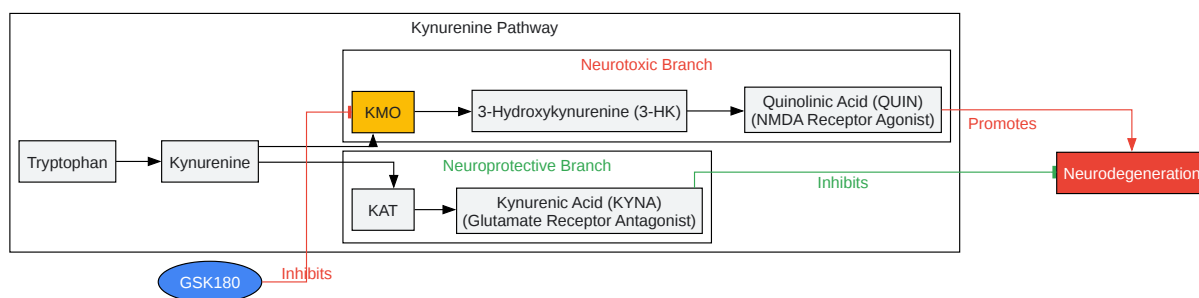 Kynurenine Pathway
Neurotoxic Branch
KMO
3-Hydroxykynurenine (3-HK)
Quinolinic Acid (QUIN)
(NMDA Receptor Agonist)
Promotes
Tryptophan
Kynurenine
Neuroprotective Branch
KAT
Kynurenic Acid (KYNA)
(Glutamate Receptor Antagonist)
Inhibits
Neurodegeneration
GSK180
Inhibits